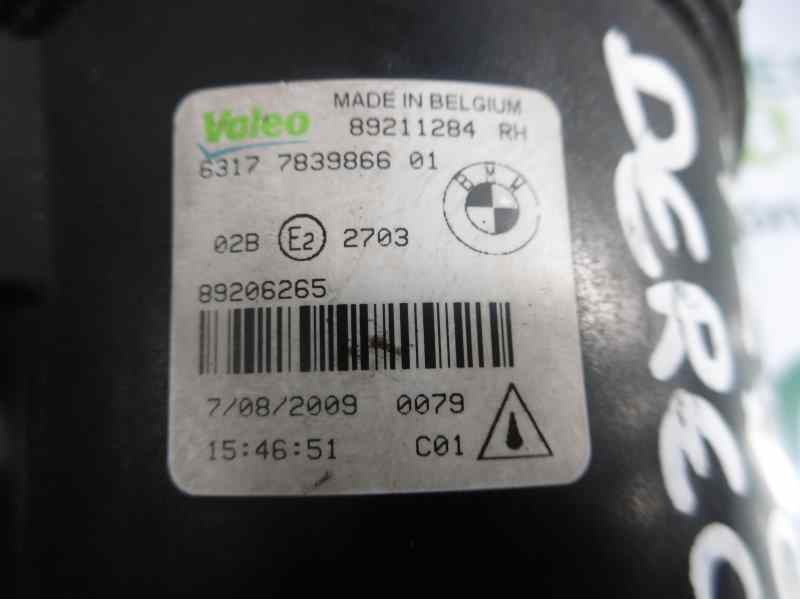 Valeo MADE IN BELGIUM
89211284 RH
6317 7839866 01
BMW
02B E2 2703
89206265
7/08/2009 0079
15:46:51 C01
DEREC